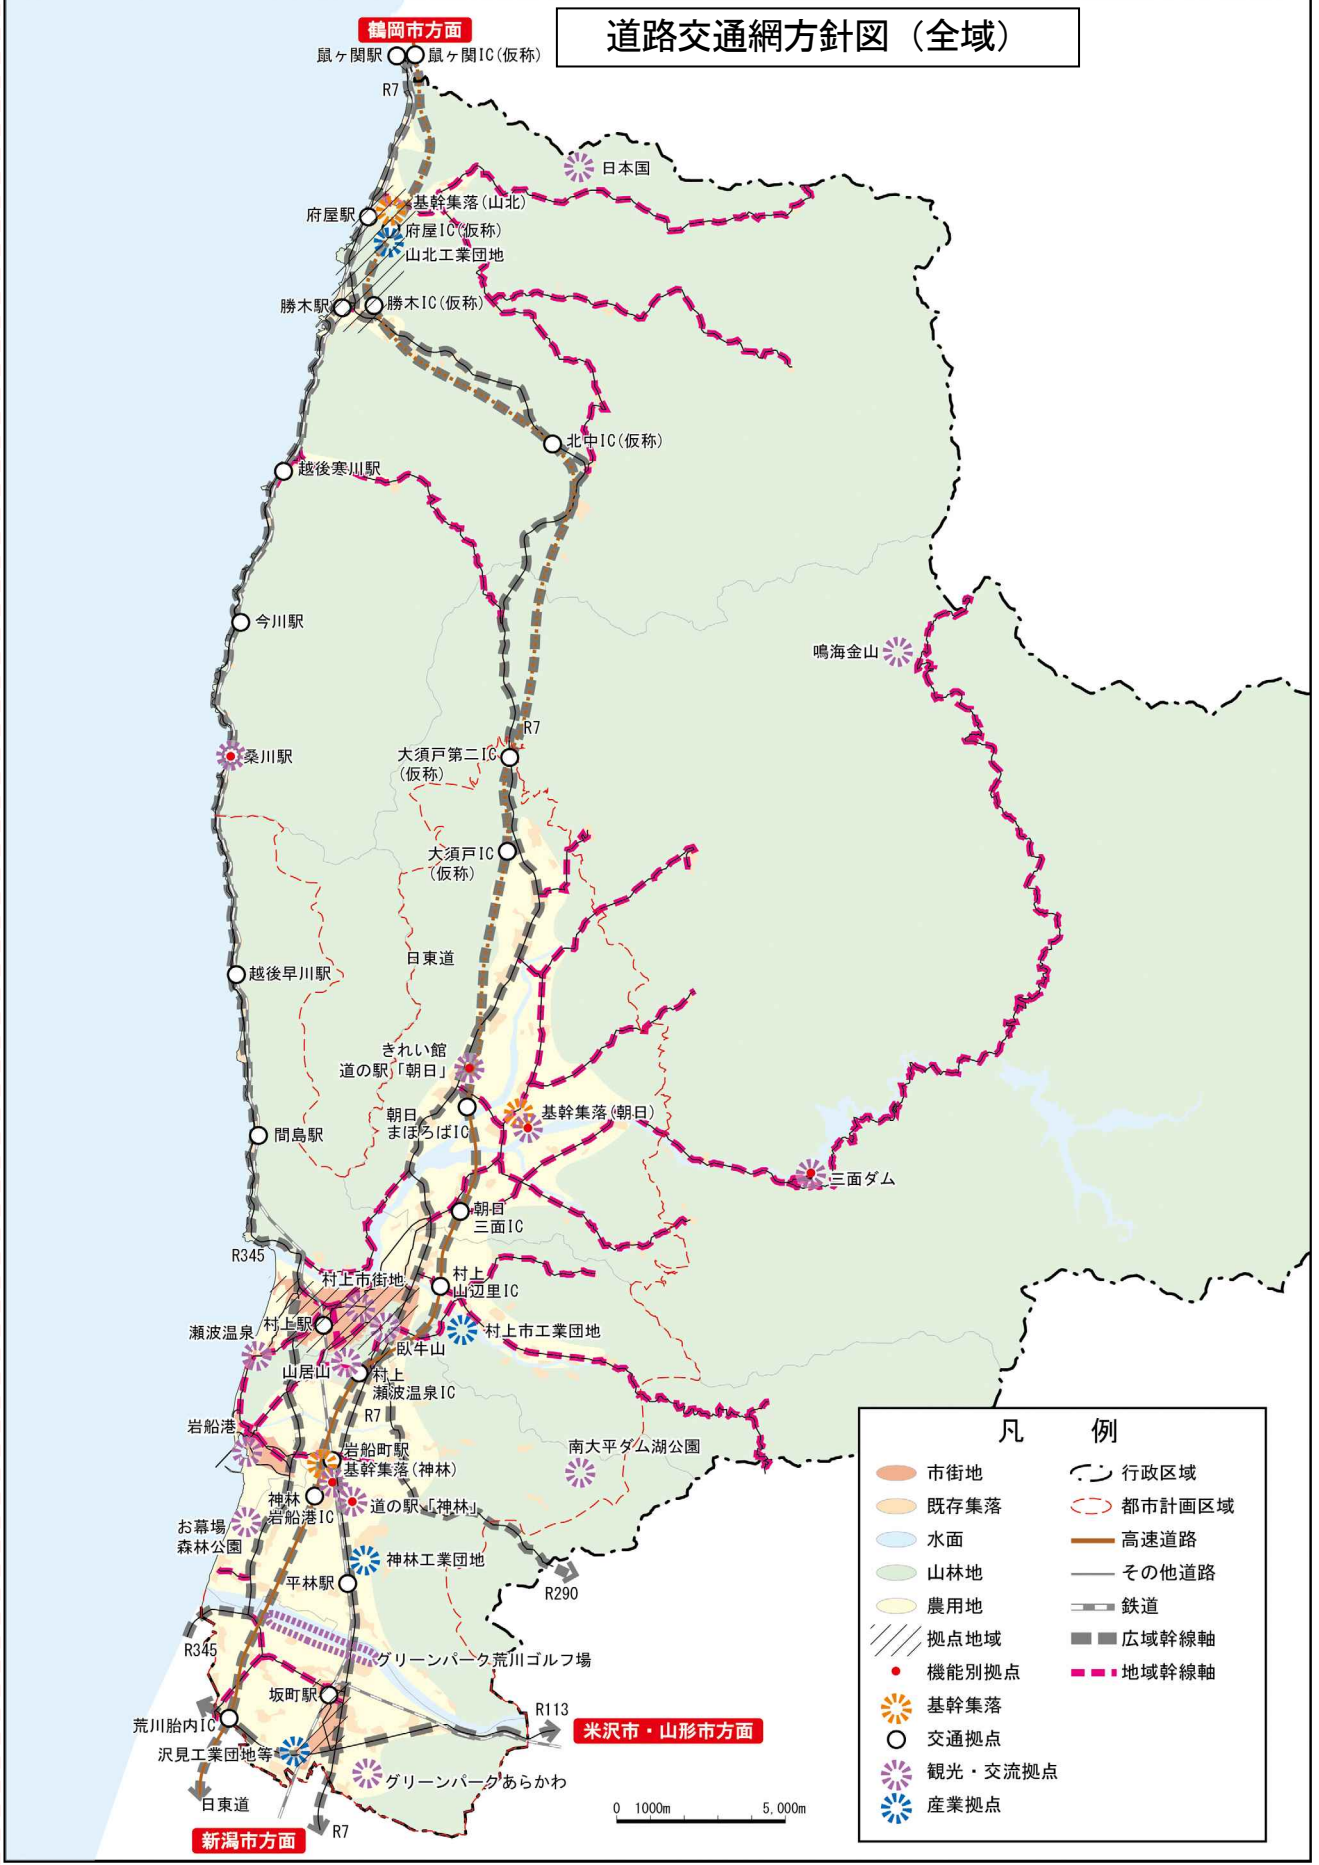 道路交通網方針図（全域）
鶴岡市方面
鼠ヶ関駅
鼠ヶ関IC(仮称)
R7
日本国
基幹集落(山北)
府屋駅
府屋IC(仮称)
山北工業団地
勝木駅
勝木IC(仮称)
北中IC(仮称)
越後寒川駅
今川駅
鳴海金山
R7
桑川駅
大須戸第二IC
(仮称)
大須戸IC
(仮称)
日東道
越後早川駅
きれい館
道の駅「朝日」
朝日
まほろばIC
基幹集落(朝日)
間島駅
三面ダム
朝日
三面IC
R345
村上市街地
村上
山辺里IC
村上駅
瀬波温泉
村上市工業団地
臥牛山
山居山
村上
瀬波温泉IC
R7
岩船港
岩船町駅
基幹集落(神林)
南大平ダム湖公園
神林
岩船港IC
道の駅「神林」
お幕場
森林公園
神林工業団地
平林駅
R290
R345
グリーンパーク荒川ゴルフ場
坂町駅
R113
米沢市・山形市方面
荒川胎内IC
沢見工業団地等
グリーンパークあらかわ
日東道
新潟市方面
R7
0 1000m 5,000m
凡 例
市街地
既存集落
水面
山林地
農用地
拠点地域
機能別拠点
基幹集落
交通拠点
観光・交流拠点
産業拠点
行政区域
都市計画区域
高速道路
その他道路
鉄道
広域幹線軸
地域幹線軸